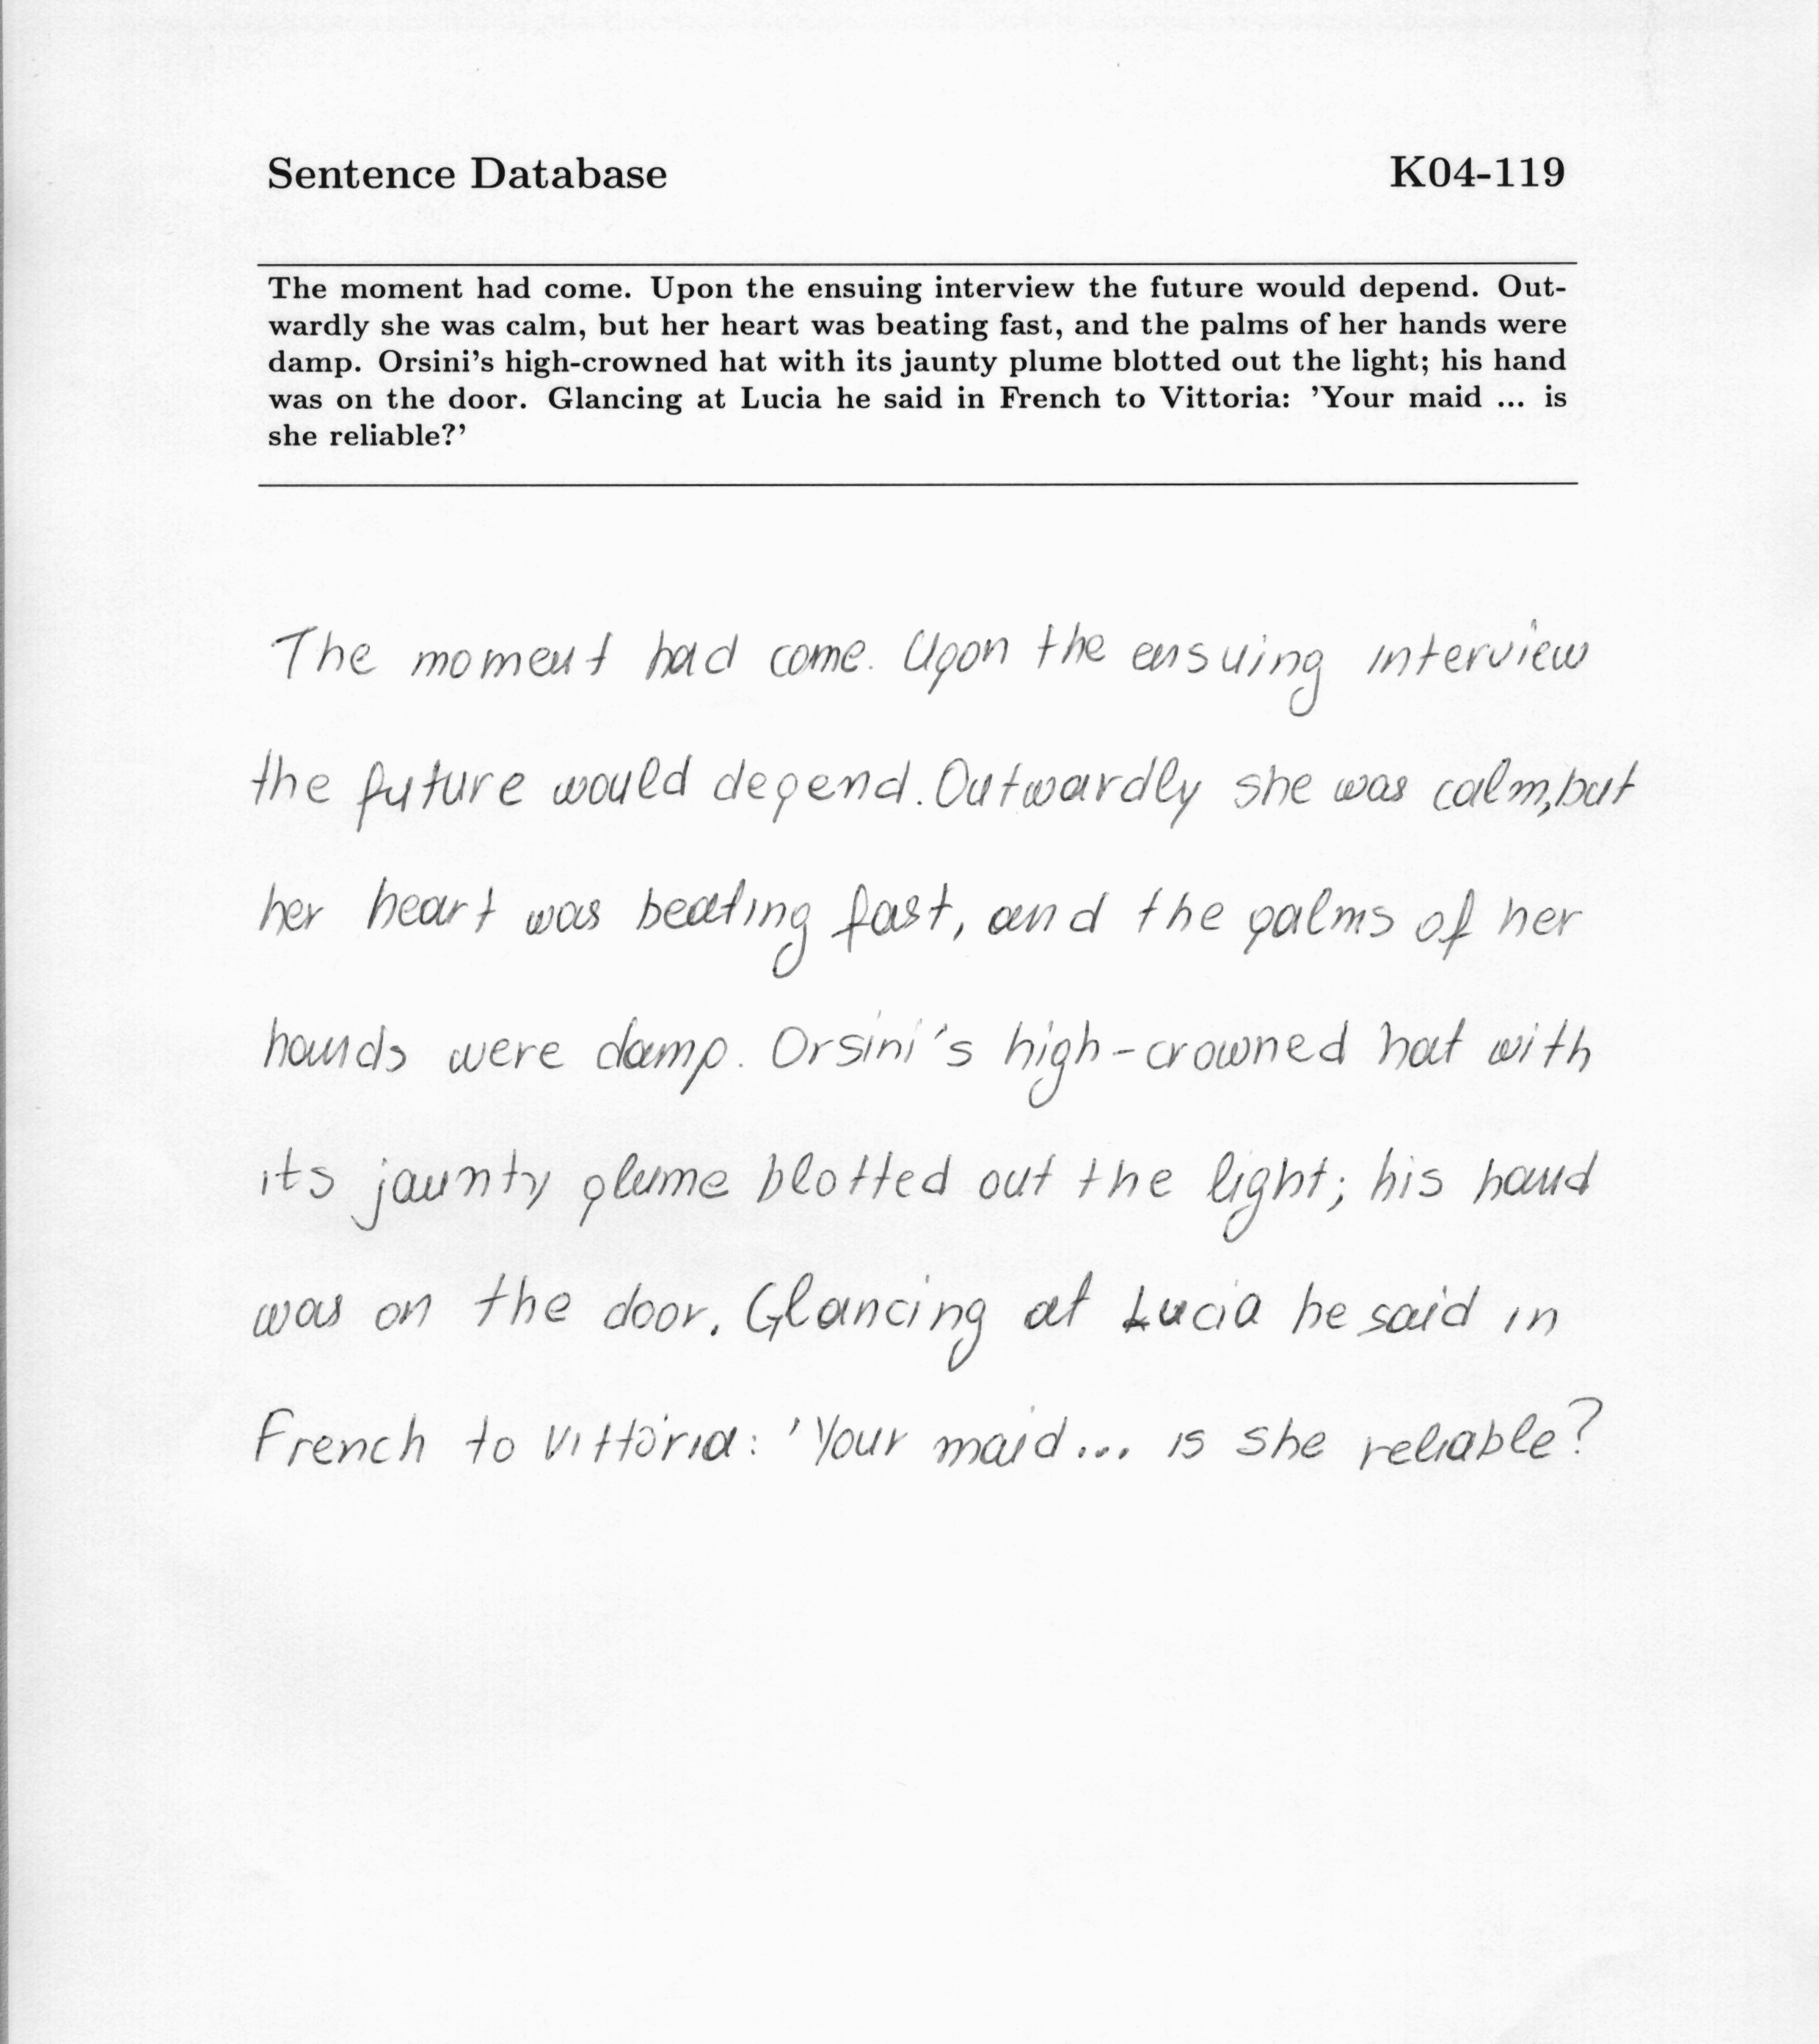 Sentence Database K04-119
The moment had come. Upon the ensuing interview the future would depend. Out-
wardly she was calm, but her heart was beating fast, and the palms of her hands were
damp. Orsini's high-crowned hat with its jaunty plume blotted out the light; his hand
was on the door. Glancing at Lucia he said in French to Vittoria: 'Your maid ... is
she reliable?'
The moment had come. Upon the ensuing interview
the future would depend. Outwardly she was calm, but
her heart was beating fast, and the palms of her
hands were damp. Orsini's high-crowned hat with
its jaunty plume blotted out the light; his hand
was on the door. Glancing at Lucia he said in
French to Vittoria: 'Your maid... is she reliable?